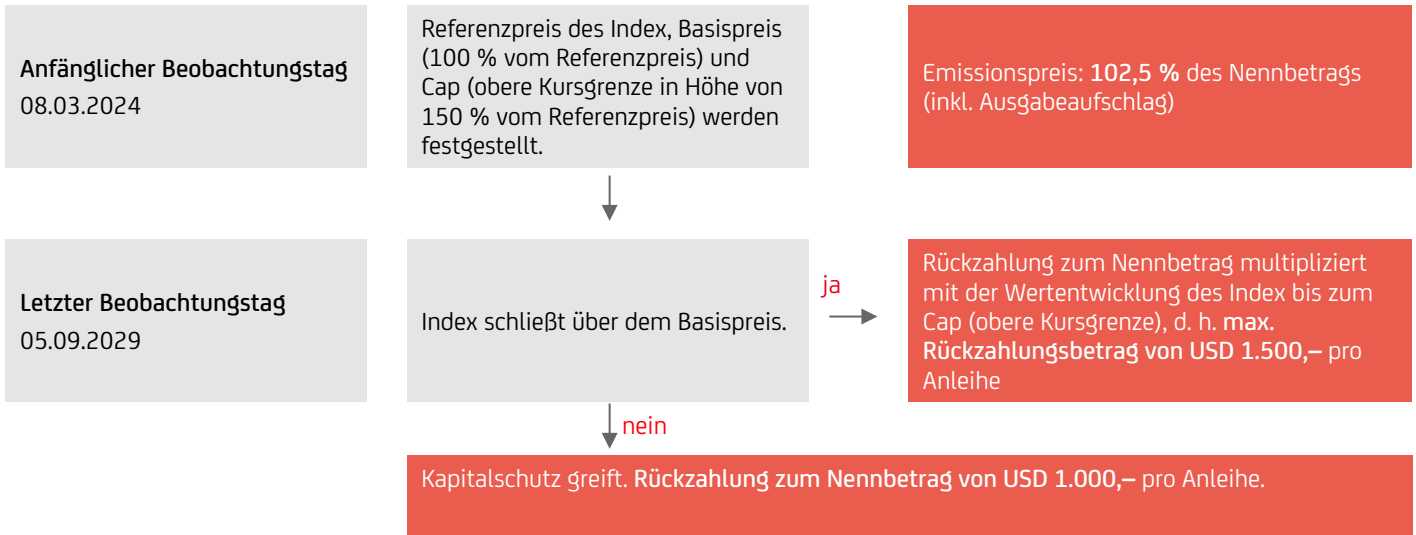 Anfänglicher Beobachtungstag
08.03.2024
Referenzpreis des Index, Basispreis
(100 % vom Referenzpreis) und
Cap (obere Kursgrenze in Höhe von
150 % vom Referenzpreis) werden
festgestellt.
Emissionspreis: 102,5 % des Nennbetrags
(inkl. Ausgabeaufschlag)
Letzter Beobachtungstag
05.09.2029
Index schließt über dem Basispreis.
ja
Rückzahlung zum Nennbetrag multipliziert
mit der Wertentwicklung des Index bis zum
Cap (obere Kursgrenze), d. h. max.
Rückzahlungsbetrag von USD 1.500,– pro
Anleihe
nein
Kapitalschutz greift. Rückzahlung zum Nennbetrag von USD 1.000,– pro Anleihe.